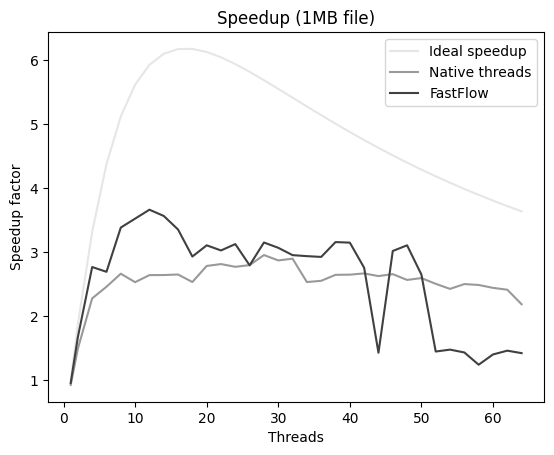 Speedup (1MB file)
Ideal speedup
Native threads
FastFlow
Speedup factor
6
5
4
3
2
1
0 10 20 30 40 50 60
Threads